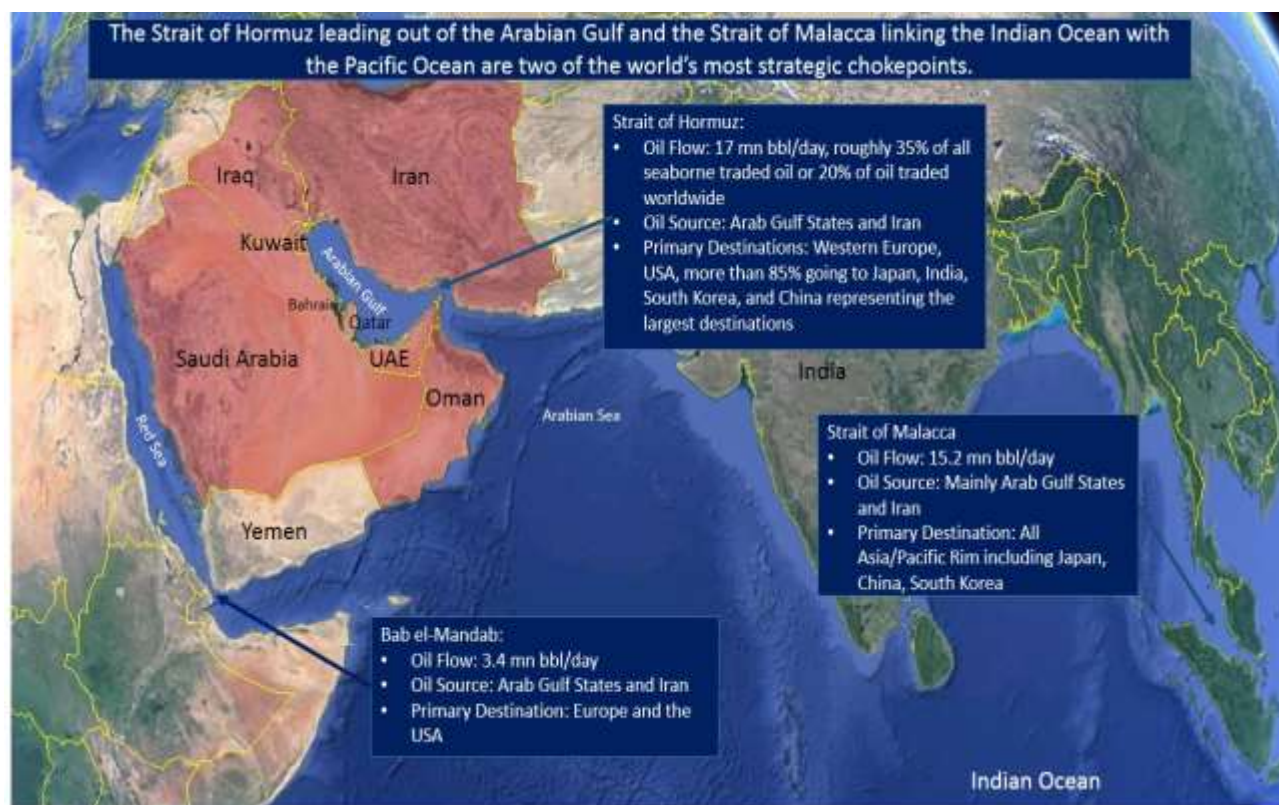 The Strait of Hormuz leading out of the Arabian Gulf and the Strait of Malacca linking the Indian Ocean with
the Pacific Ocean are two of the world's most strategic chokepoints.
Strait of Hormuz:
• Oil Flow: 17 mn bbl/day, roughly 35% of all
seaborne traded oil or 20% of oil traded
worldwide
• Oil Source: Arab Gulf States and Iran
• Primary Destinations: Western Europe,
USA, more than 85% going to Japan, India,
South Korea, and China representing the
largest destinations
Iraq
Iran
Kuwait
Arabian Gulf
Bahrain
Qatar
Saudi Arabia
UAE
Oman
India
Arabian Sea
Red Sea
Yemen
Strait of Malacca
• Oil Flow: 15.2 mn bbl/day
• Oil Source: Mainly Arab Gulf States
and Iran
• Primary Destination: All
Asia/Pacific Rim including Japan,
China, South Korea
Bab el-Mandab:
• Oil Flow: 3.4 mn bbl/day
• Oil Source: Arab Gulf States and Iran
• Primary Destination: Europe and the
USA
Indian Ocean